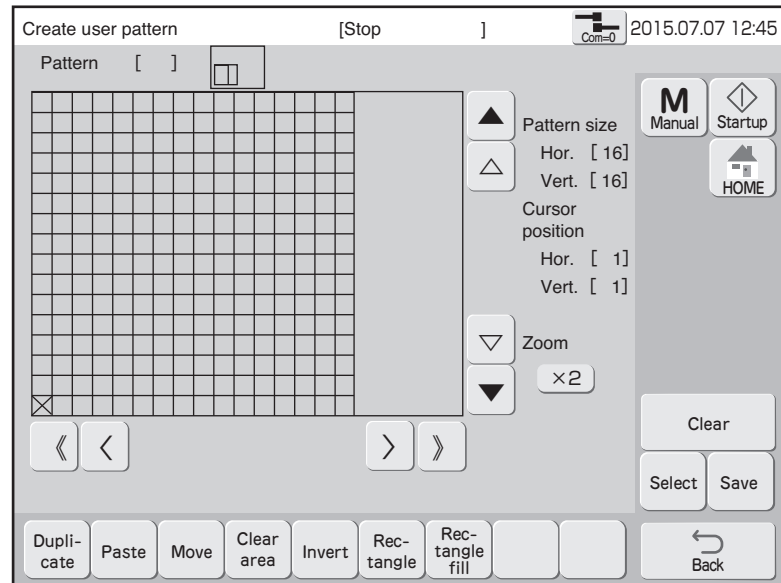 Create user pattern [Stop ] Com=0 2015.07.07 12:45
Pattern [ ]
M
Manual
Startup
HOME
Pattern size
Hor. [ 16]
Vert. [ 16]
Cursor
position
Hor. [ 1]
Vert. [ 1]
Zoom
×2
Clear
Select
Save
Dupli-
cate
Paste
Move
Clear
area
Invert
Rec-
tangle
Rec-
tangle
fill
Back